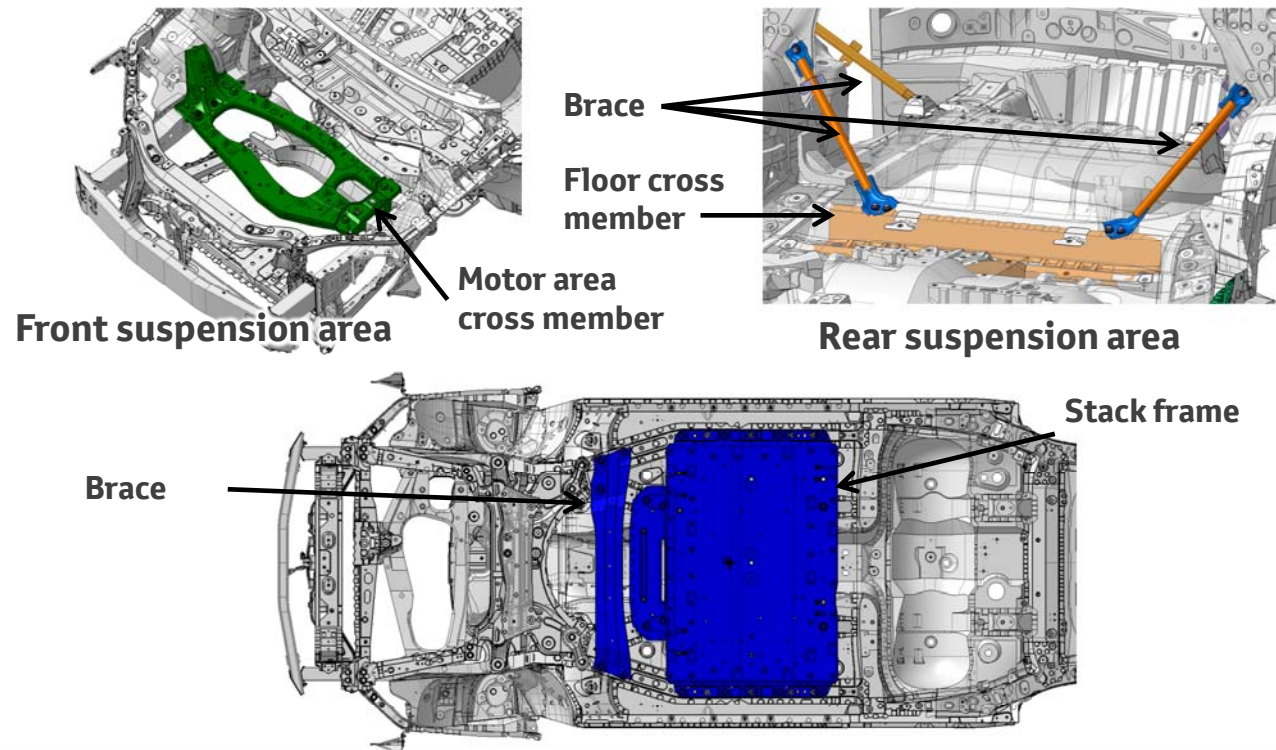 Brace
Floor cross
member
Motor area
cross member
Front suspension area
Rear suspension area
Stack frame
Brace